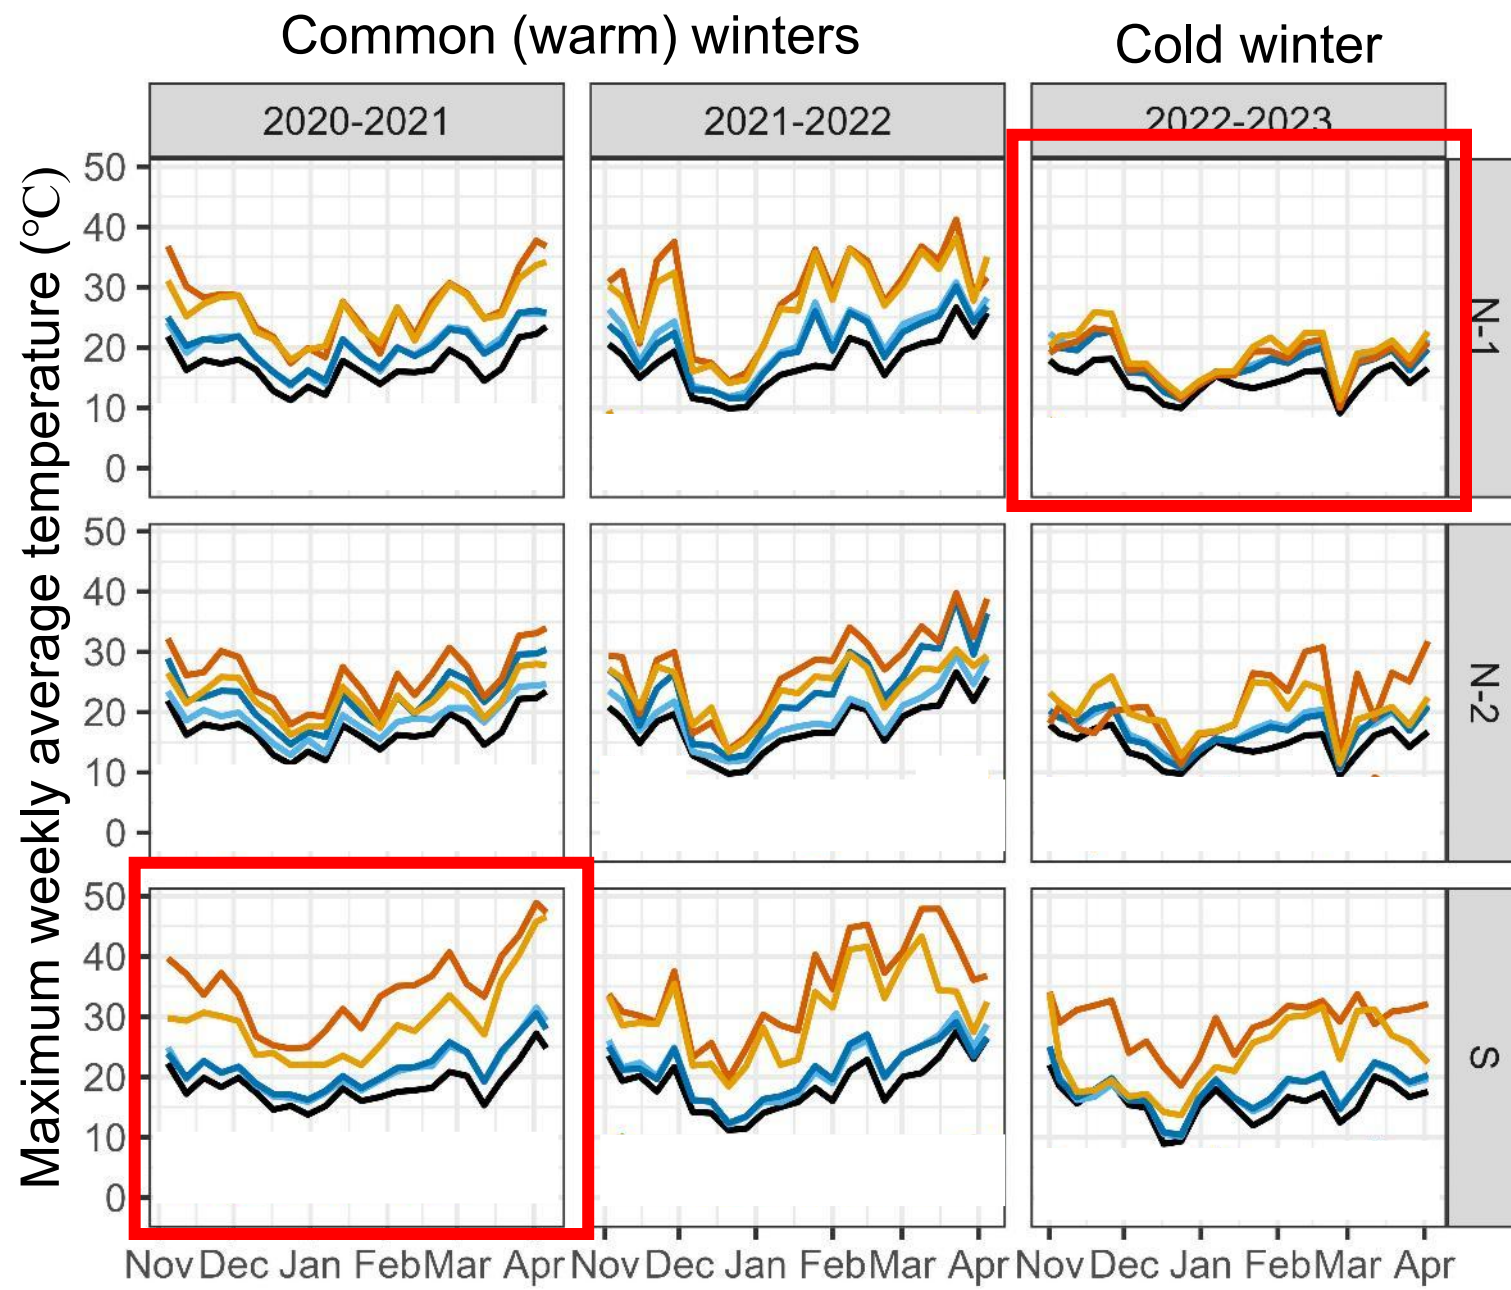 Common (warm) winters
Cold winter
2020-2021
2021-2022
2022-2023
Maximum weekly average temperature (°C)
50
40
30
20
10
0
N-1
50
40
30
20
10
0
N-2
50
40
30
20
10
0
S
Nov Dec Jan Feb Mar Apr
Nov Dec Jan Feb Mar Apr
Nov Dec Jan Feb Mar Apr